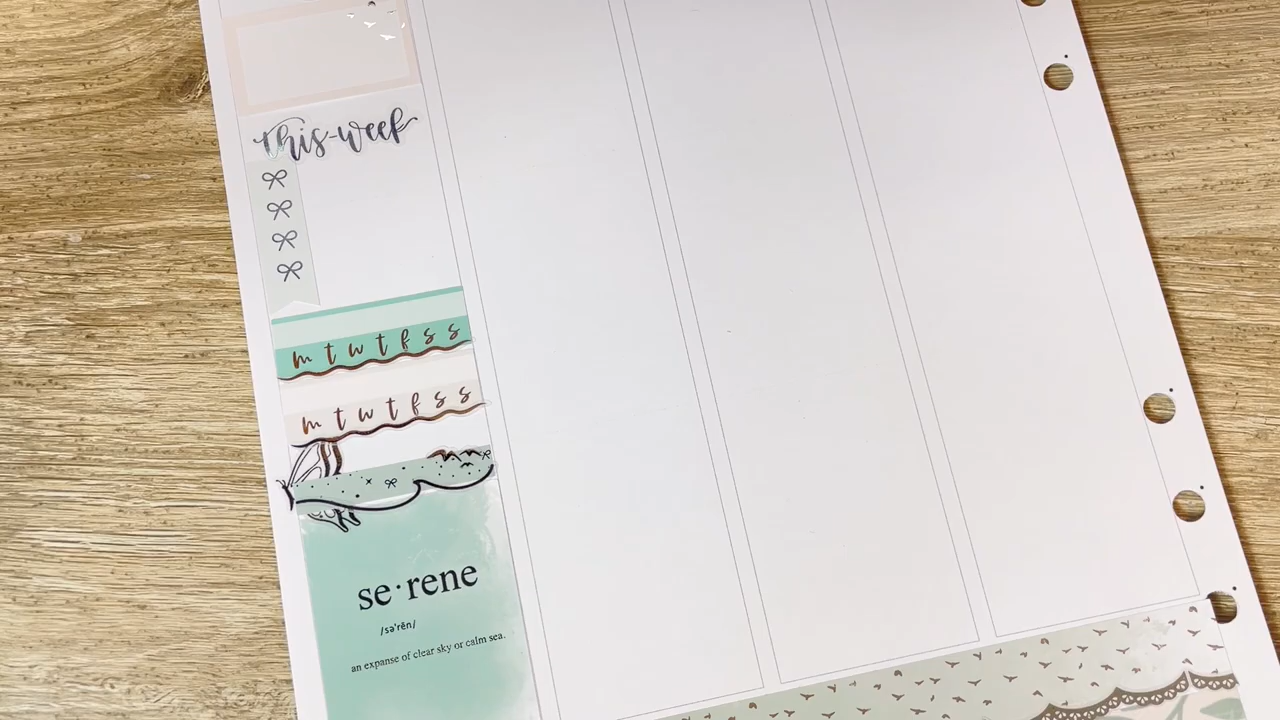 this week
m t w t f s s
m t w t f s s
se·rene
/sə'rēn/
an expanse of clear sky or calm sea.